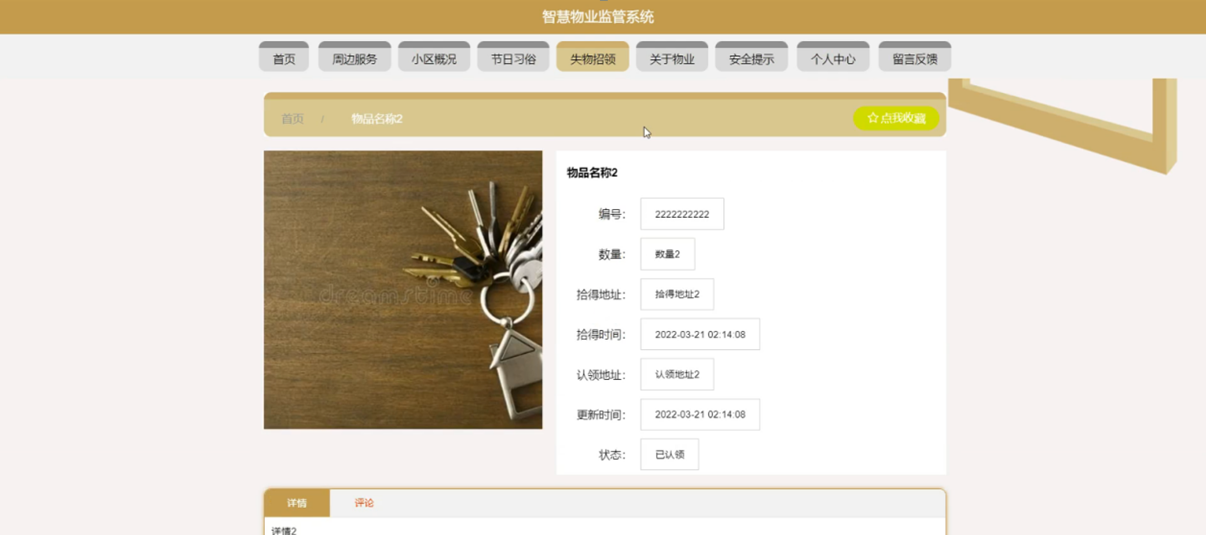 智慧物业监管系统
首页 周边服务 小区概况 节日习俗 失物招领 关于物业 安全提示 个人中心 留言反馈
首页 / 物品名称2 ☆点我收藏
dreamstime
物品名称2
编号: 2222222222
数量: 数量2
拾得地址: 拾得地址2
拾得时间: 2022-03-21 02:14:08
认领地址: 认领地址2
更新时间: 2022-03-21 02:14:08
状态: 已认领
详情 评论
详情2